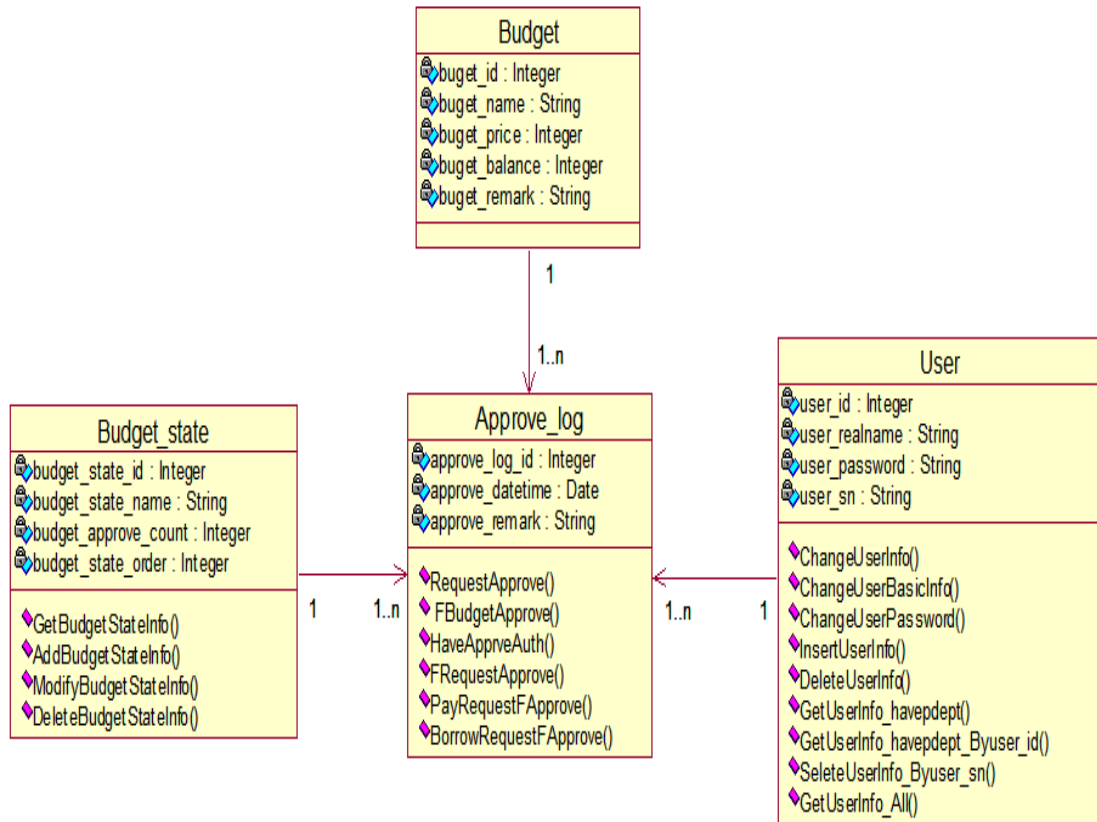 Budget
buget_id : Integer
buget_name : String
buget_price : Integer
buget_balance : Integer
buget_remark : String
1
1..n
Budget_state
budget_state_id : Integer
budget_state_name : String
budget_approve_count : Integer
budget_state_order : Integer
GetBudgetStateInfo()
AddBudgetStateInfo()
ModifyBudgetStateInfo()
DeleteBudgetStateInfo()
1
1..n
Approve_log
approve_log_id : Integer
approve_datetime : Date
approve_remark : String
RequestApprove()
FBudgetApprove()
HaveApprveAuth()
FRequestApprove()
PayRequestFApprove()
BorrowRequestFApprove()
1..n
1
User
user_id : Integer
user_realname : String
user_password : String
user_sn : String
ChangeUserInfo()
ChangeUserBasicInfo()
ChangeUserPassword()
InsertUserInfo()
DeleteUserInfo()
GetUserInfo_havepdept()
GetUserInfo_havepdept_Byuser_id()
SeleteUserInfo_Byuser_sn()
GetUserInfo_All()